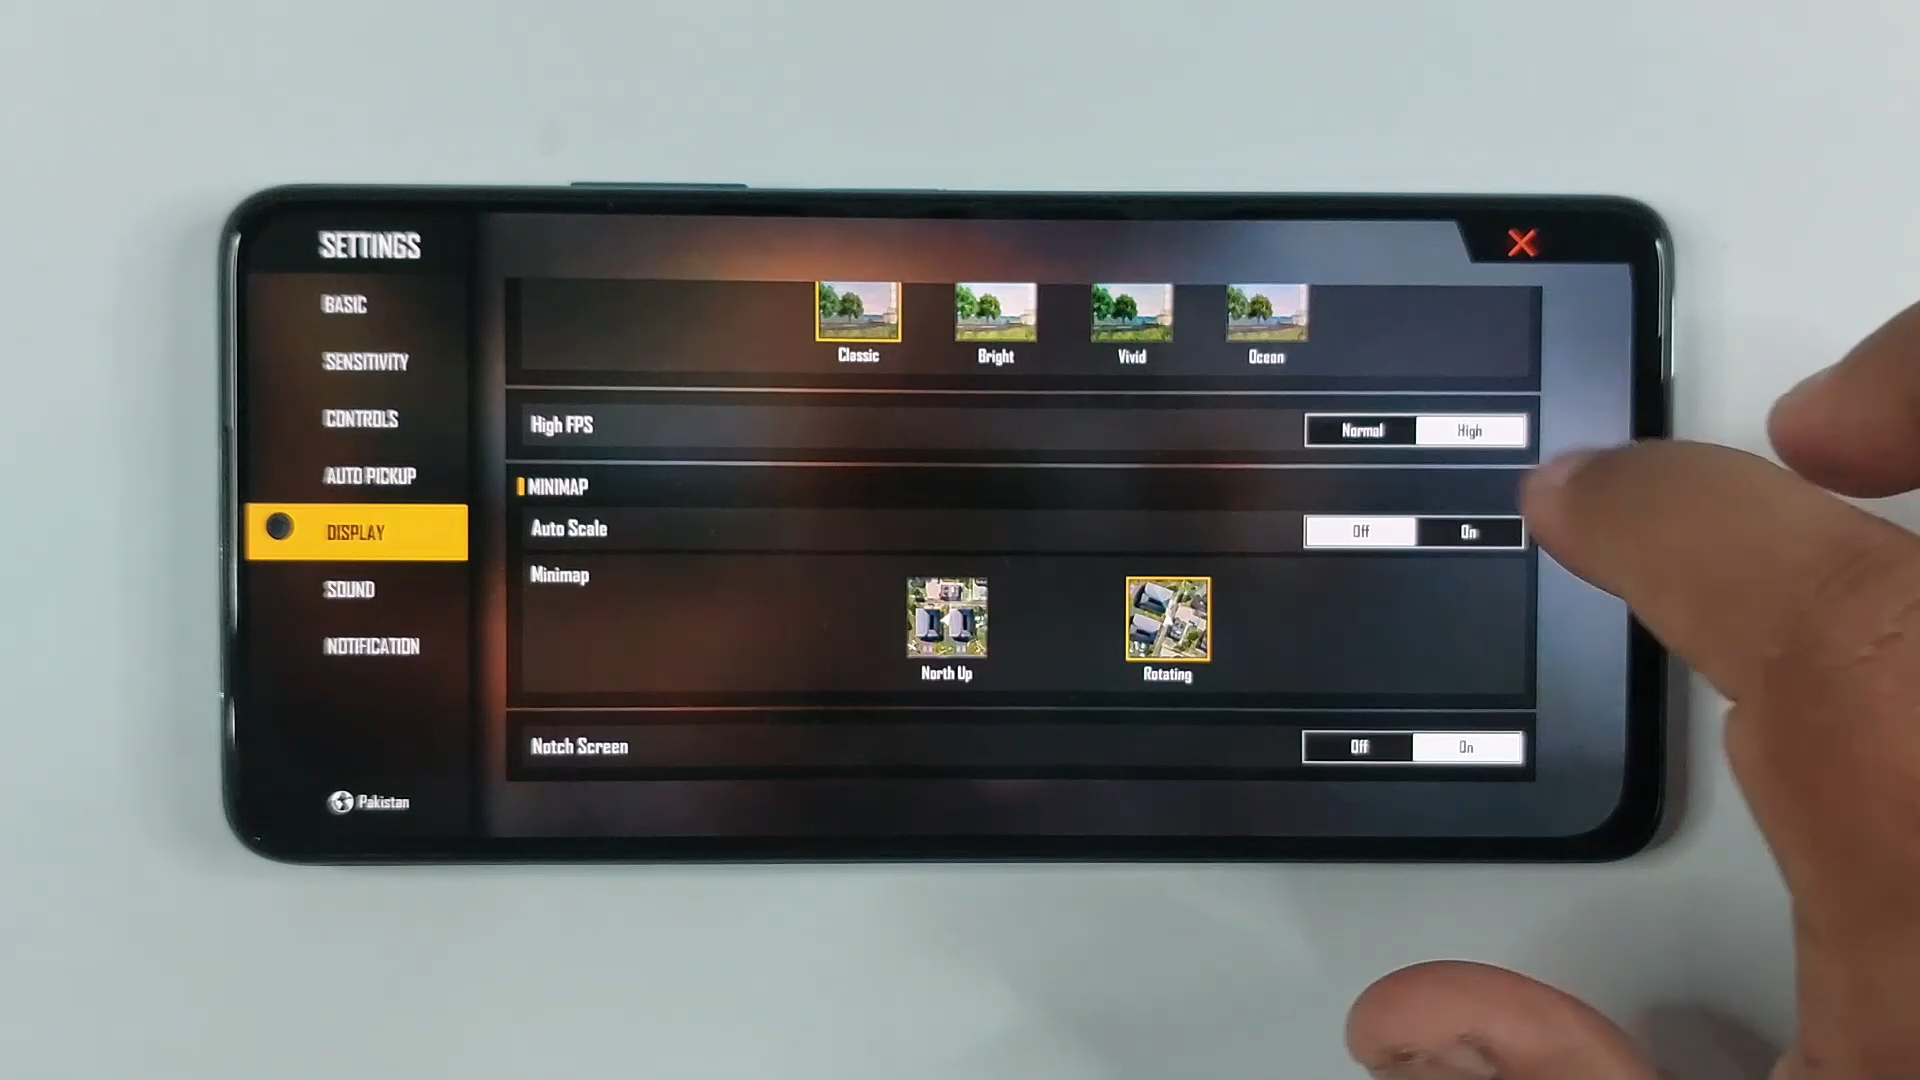 SETTINGS
BASIC
SENSITIVITY
CONTROLS
AUTO PICKUP
DISPLAY
SOUND
NOTIFICATION
Pakistan
Classic
Bright
Vivid
Ocean
High FPS
Normal
High
MINIMAP
Auto Scale
Off
On
Minimap
North Up
Rotating
Notch Screen
Off
On